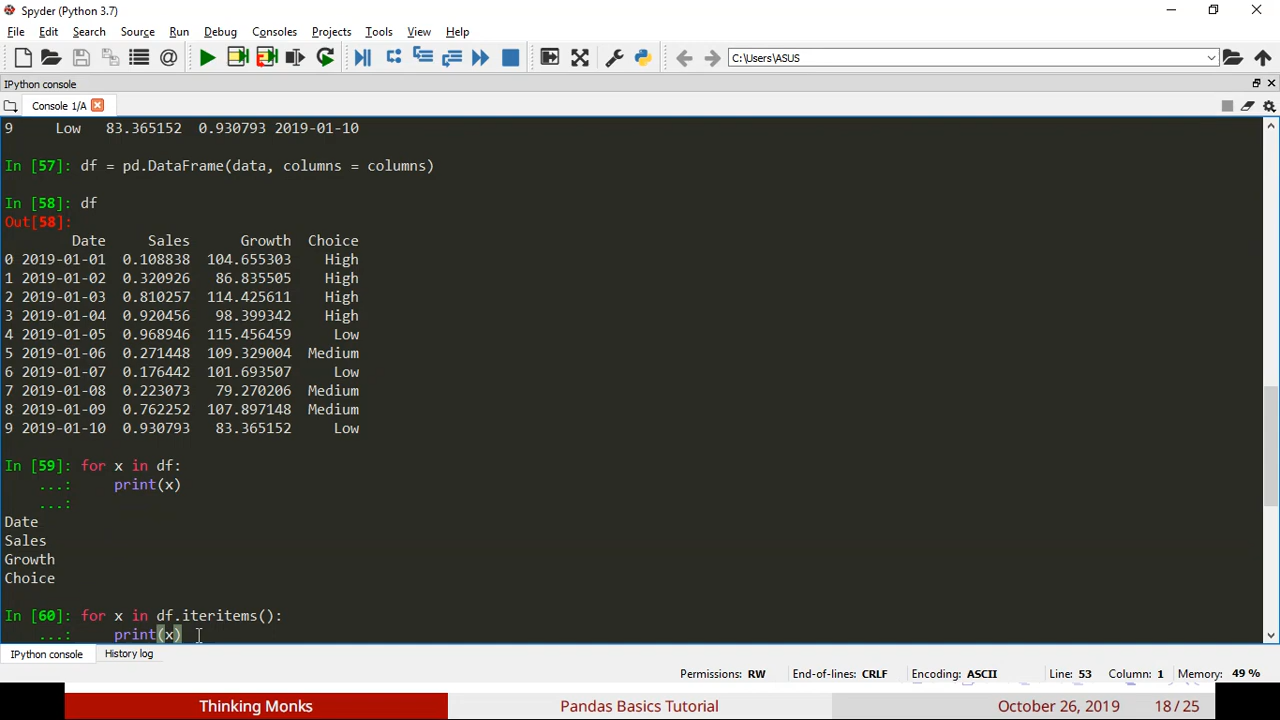 Spyder (Python 3.7)
File Edit Search Source Run Debug Consoles Projects Tools View Help
C:\Users\ASUS
IPython console
Console 1/A
9 Low 83.365152 0.930793 2019-01-10
In [57]: df = pd.DataFrame(data, columns = columns)
In [58]: df
Out[58]:
Date Sales Growth Choice
0 2019-01-01 0.108838 104.655303 High
1 2019-01-02 0.320926 86.835505 High
2 2019-01-03 0.810257 114.425611 High
3 2019-01-04 0.920456 98.399342 High
4 2019-01-05 0.968946 115.456459 Low
5 2019-01-06 0.271448 109.329004 Medium
6 2019-01-07 0.176442 101.693507 Low
7 2019-01-08 0.223073 79.270206 Medium
8 2019-01-09 0.762252 107.897148 Medium
9 2019-01-10 0.930793 83.365152 Low
In [59]: for x in df:
...: print(x)
...:
Date
Sales
Growth
Choice
In [60]: for x in df.iteritems():
...: print(x)
IPython console History log
Permissions: RW End-of-lines: CRLF Encoding: ASCII Line: 53 Column: 1 Memory: 49 %
Thinking Monks Pandas Basics Tutorial October 26, 2019 18 / 25